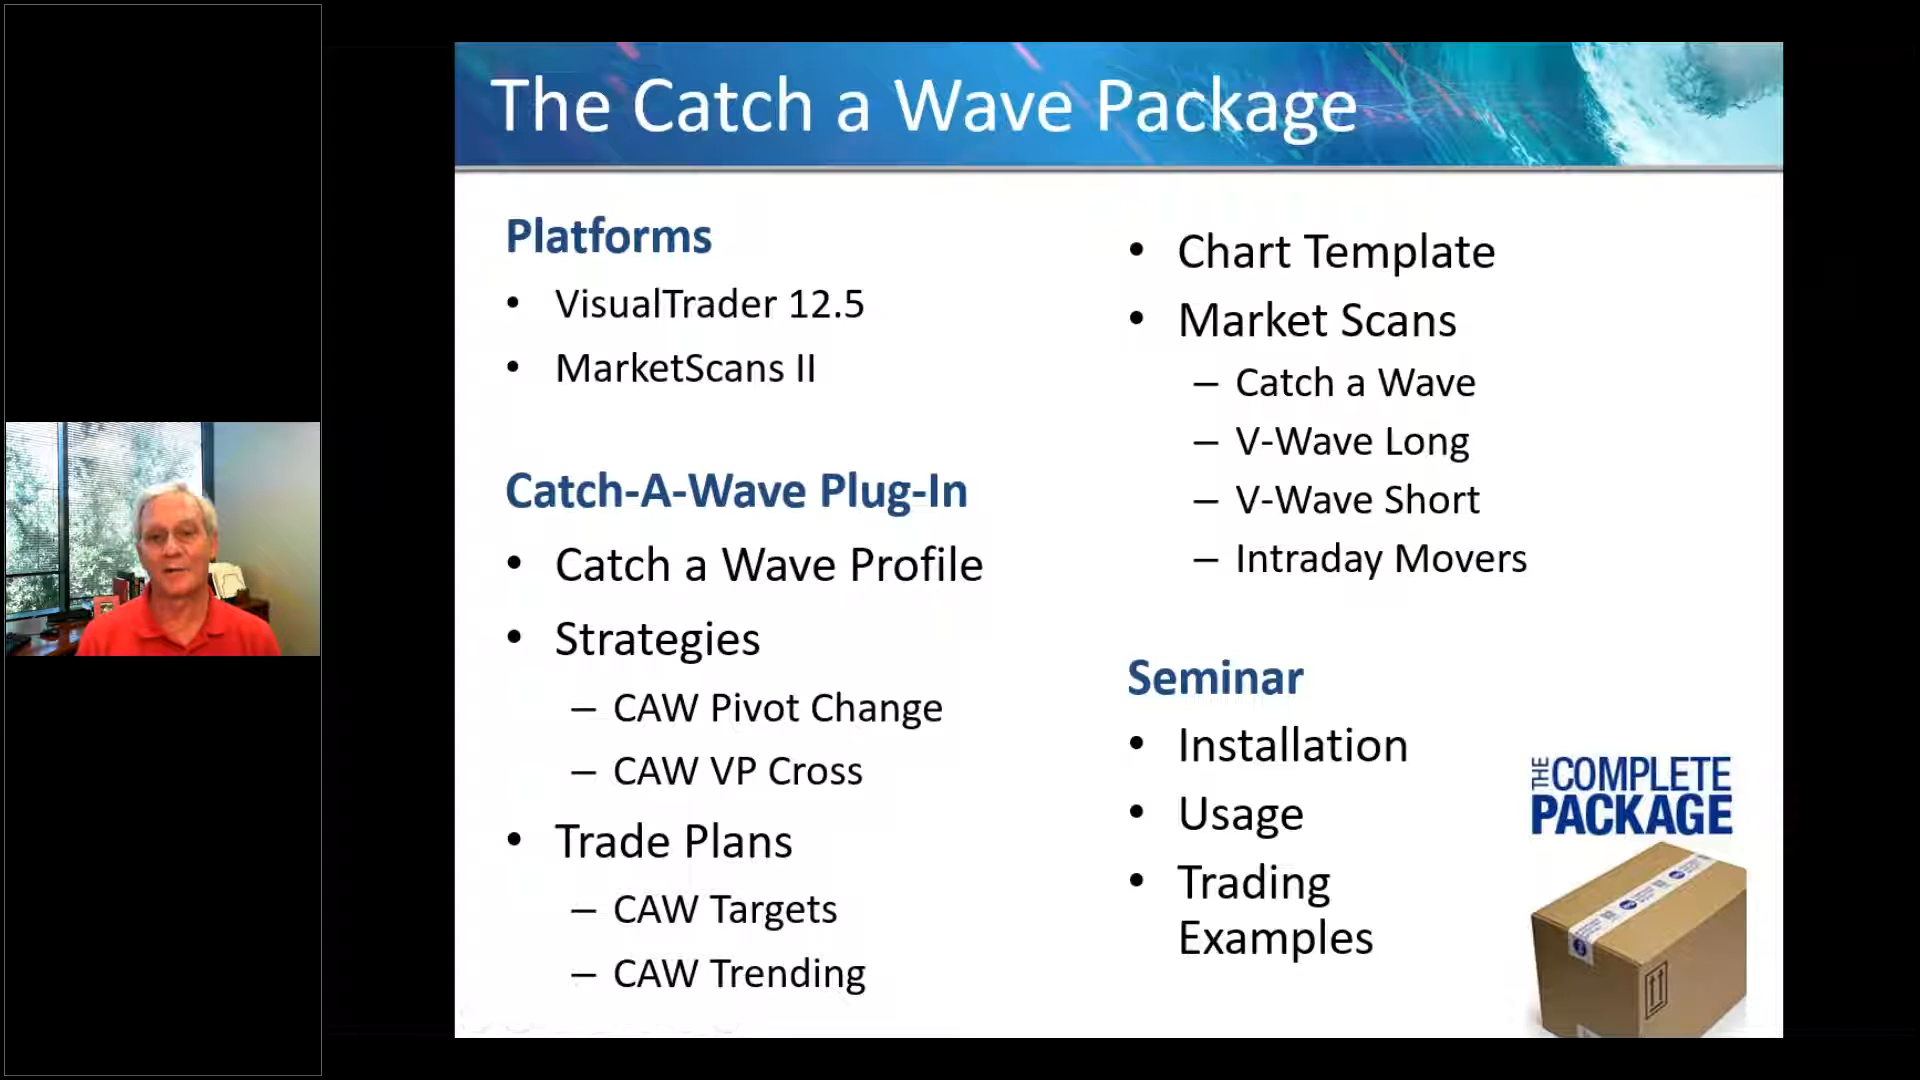 The Catch a Wave Package
Platforms
• VisualTrader 12.5
• MarketScans II
Catch-A-Wave Plug-In
• Catch a Wave Profile
• Strategies
– CAW Pivot Change
– CAW VP Cross
• Trade Plans
– CAW Targets
– CAW Trending
• Chart Template
• Market Scans
– Catch a Wave
– V-Wave Long
– V-Wave Short
– Intraday Movers
Seminar
• Installation
• Usage
• Trading
Examples
THE COMPLETE
PACKAGE